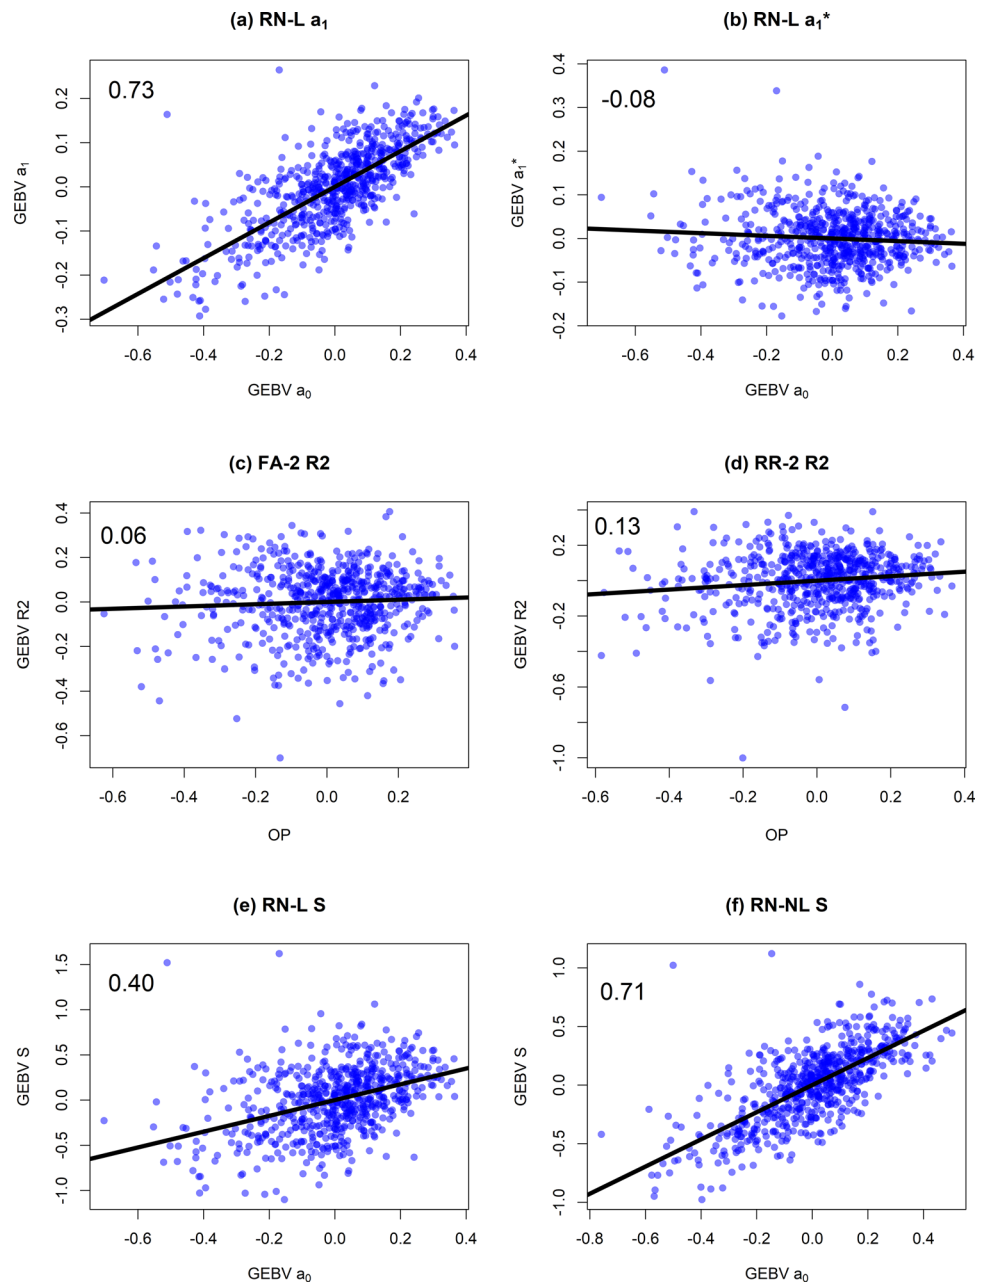 (a) RN-L a₁
0.73
GEBV a₁
0.2
0.1
0.0
-0.1
-0.2
-0.3
-0.6 -0.4 -0.2 0.0 0.2 0.4
GEBV a₀
(b) RN-L a₁*
-0.08
GEBV a₁*
0.4
0.3
0.2
0.1
0.0
-0.1
-0.2
-0.6 -0.4 -0.2 0.0 0.2 0.4
GEBV a₀
(c) FA-2 R2
0.06
GEBV R2
0.4
0.2
0.0
-0.2
-0.4
-0.6
-0.6 -0.4 -0.2 0.0 0.2
OP
(d) RR-2 R2
0.13
GEBV R2
0.2
-0.2
-0.6
-1.0
-0.6 -0.4 -0.2 0.0 0.2 0.4
OP
(e) RN-L S
0.40
GEBV S
1.5
1.0
0.5
0.0
-0.5
-1.0
-0.6 -0.4 -0.2 0.0 0.2 0.4
GEBV a₀
(f) RN-NL S
0.71
GEBV S
1.0
0.5
0.0
-0.5
-1.0
-0.8 -0.6 -0.4 -0.2 0.0 0.2 0.4
GEBV a₀